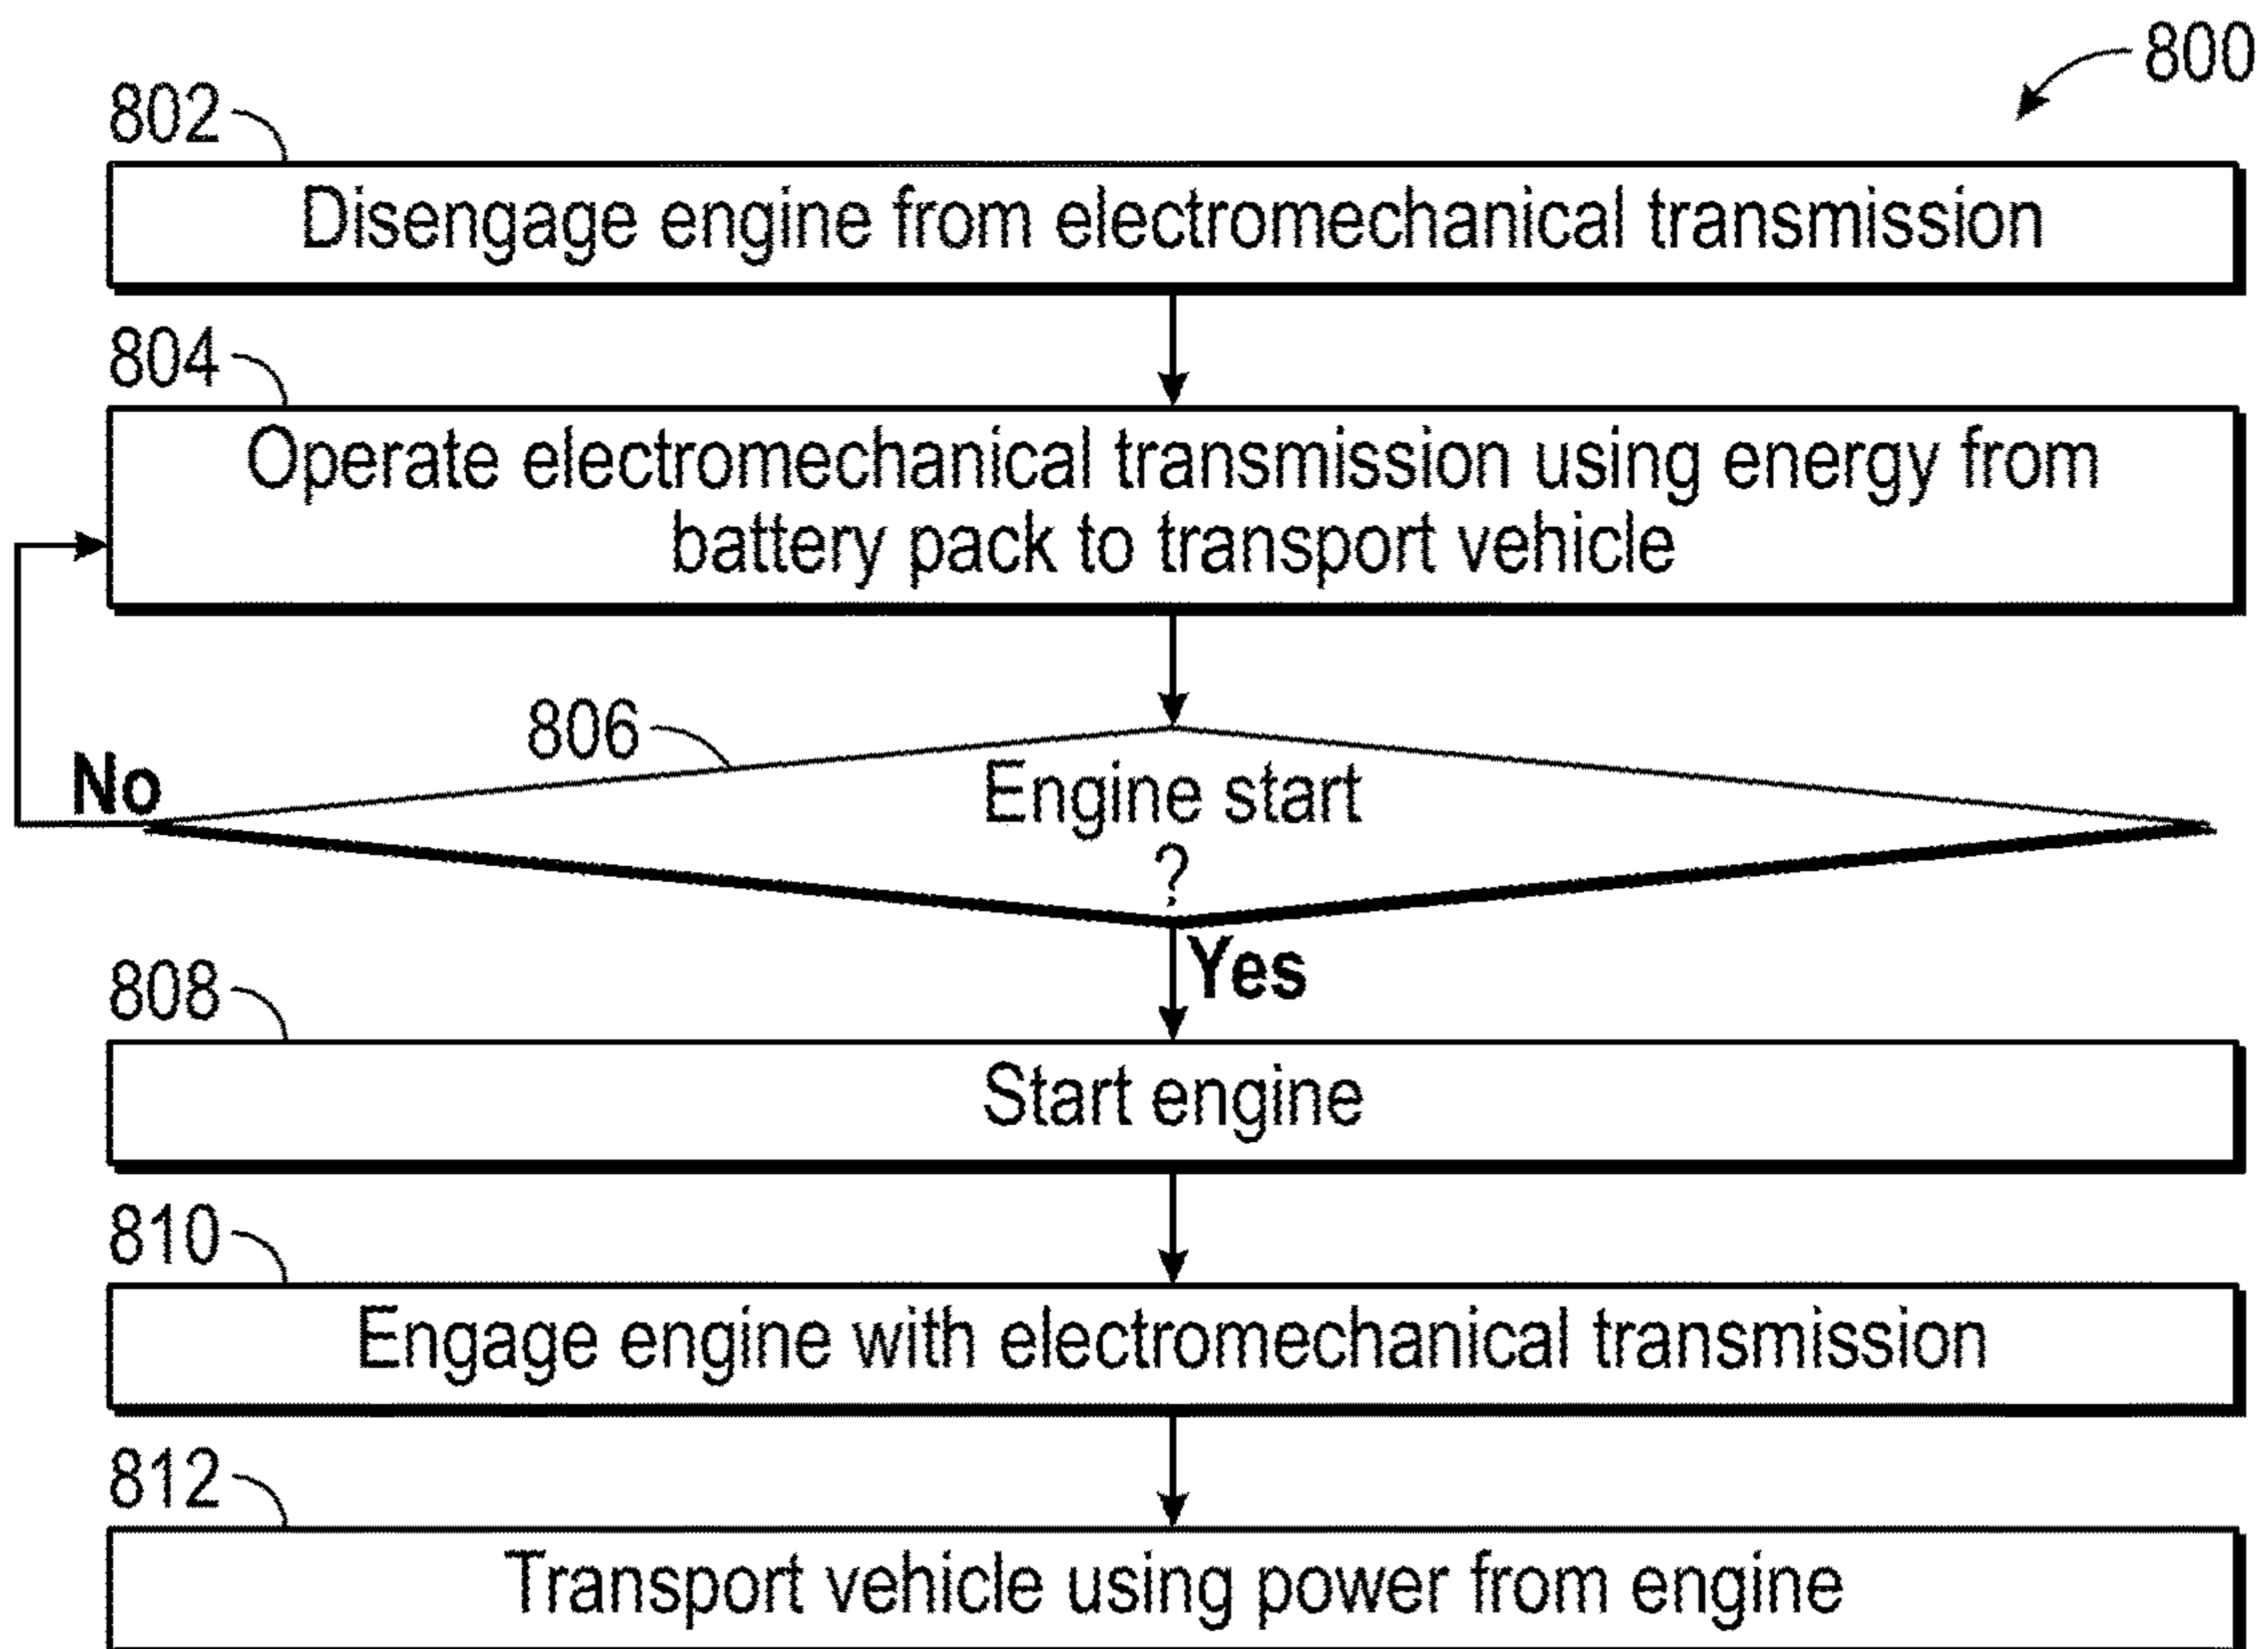 800
802
Disengage engine from electromechanical transmission
804
Operate electromechanical transmission using energy from
battery pack to transport vehicle
806
No
Engine start
?
Yes
808
Start engine
810
Engage engine with electromechanical transmission
812
Transport vehicle using power from engine